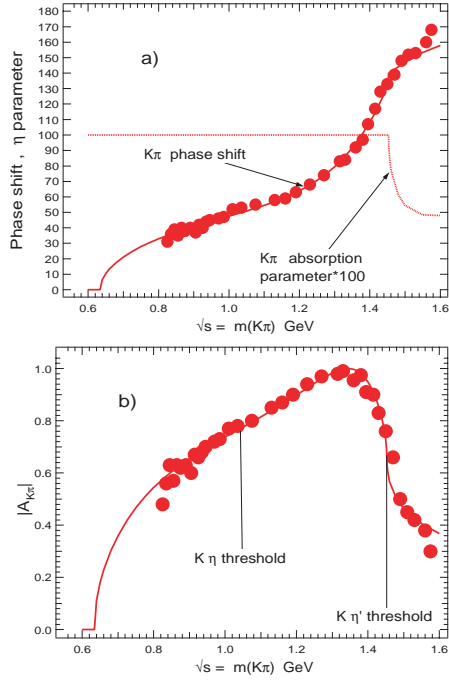 180
170
160
150
140
130
120
110
100
90
80
70
60
50
40
30
20
10
0
Phase shift , η parameter
a)
Kπ phase shift
Kπ absorption
parameter*100
0.6 0.8 1.0 1.2 1.4 1.6
√s = m(Kπ) GeV
1.0
0.8
0.6
0.4
0.2
0.0
|A_Kπ|
b)
K η threshold
K η' threshold
0.6 0.8 1.0 1.2 1.4 1.6
√s = m(Kπ) GeV